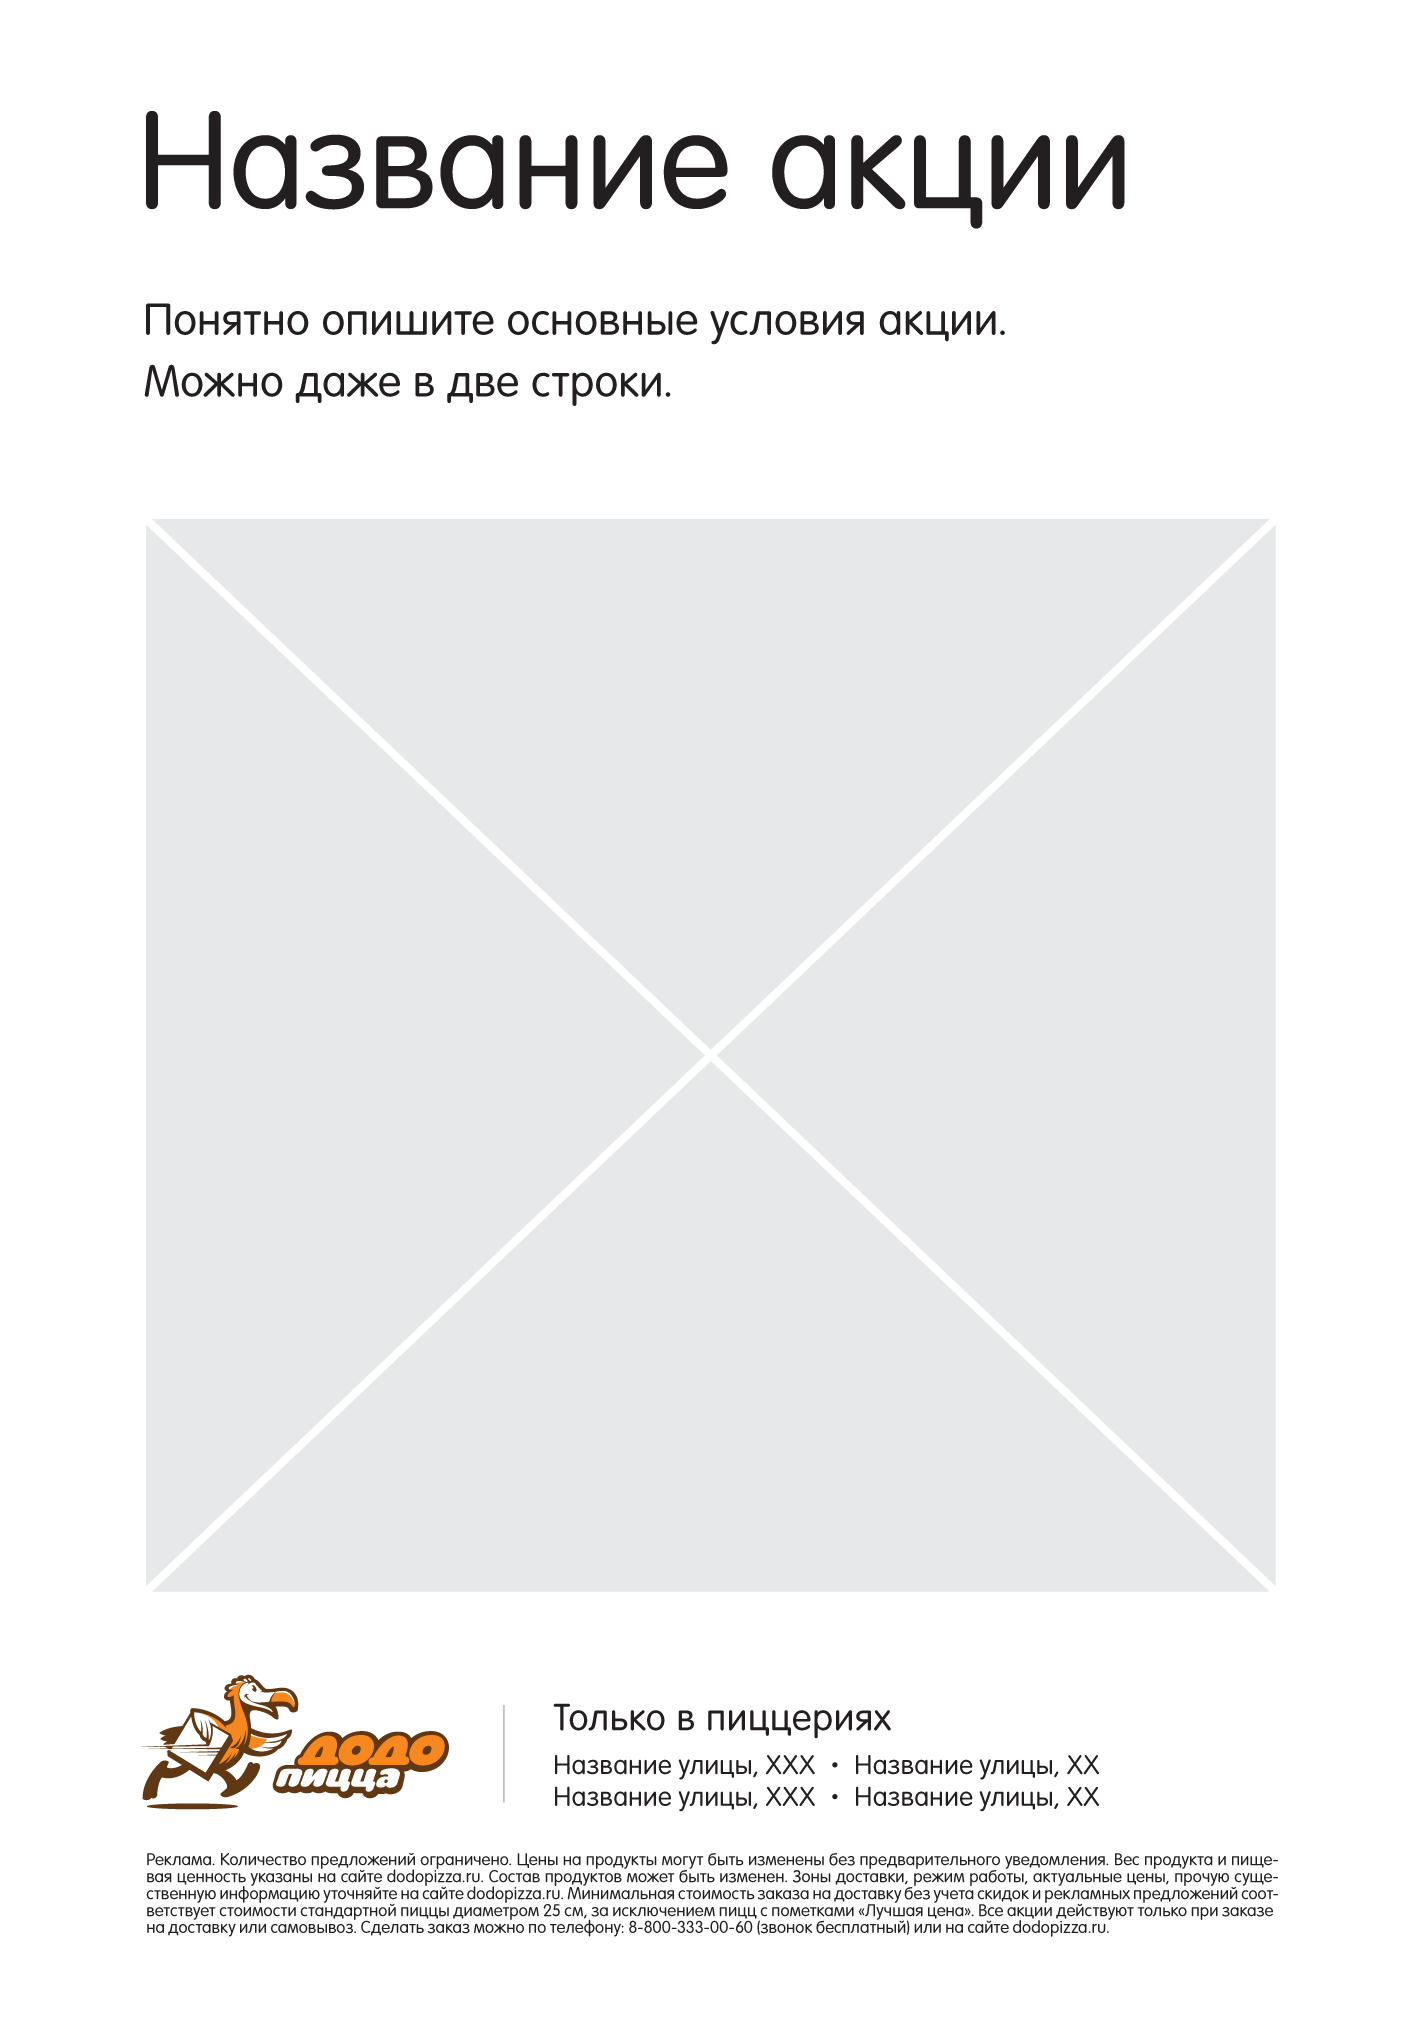 Название акции
Понятно опишите основные условия акции.
Можно даже в две строки.
ДОДО
пицца
Только в пиццериях
Название улицы, XXX • Название улицы, XX
Название улицы, XXX • Название улицы, XX
Реклама. Количество предложений ограничено. Цены на продукты могут быть изменены без предварительного уведомления. Вес продукта и пище-
вая ценность указаны на сайте dodopizza.ru. Состав продуктов может быть изменен. Зоны доставки, режим работы, актуальные цены, прочую суще-
ственную информацию уточняйте на сайте dodopizza.ru. Минимальная стоимость заказа на доставку без учета скидок и рекламных предложений соот-
ветствует стоимости стандартной пиццы диаметром 25 см, за исключением пицц с пометками «Лучшая цена». Все акции действуют только при заказе
на доставку или самовывоз. Сделать заказ можно по телефону: 8-800-333-00-60 (звонок бесплатный) или на сайте dodopizza.ru.